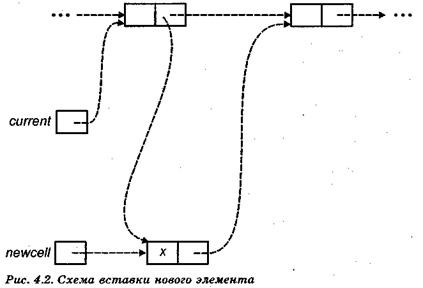 ... ...
current
newcell x
Рис. 4.2. Схема вставки нового элемента